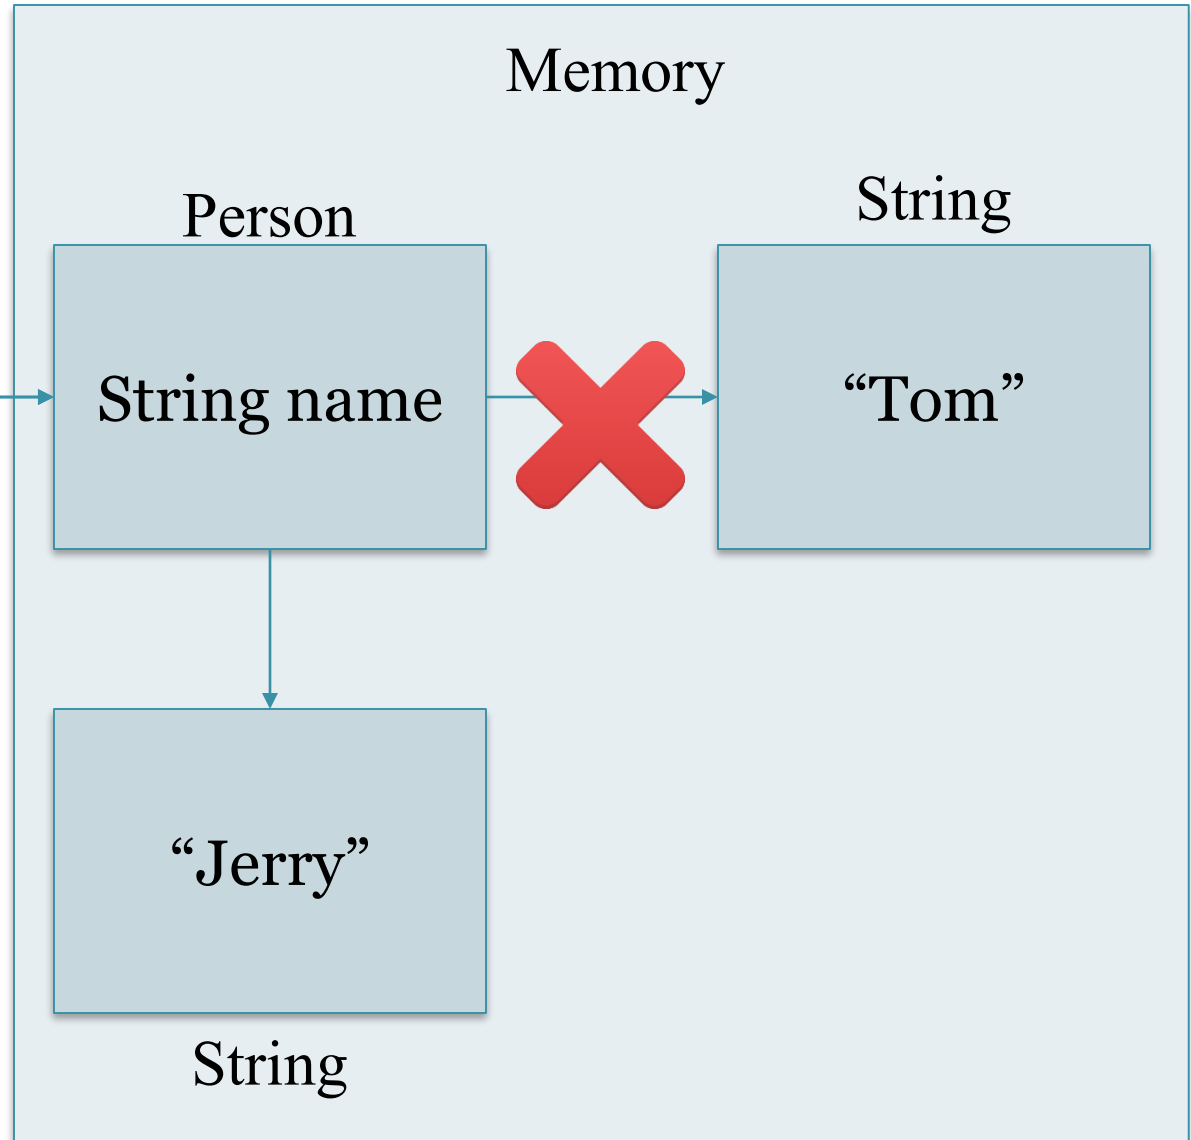 Memory
Person
String
String name
“Tom”
“Jerry”
String